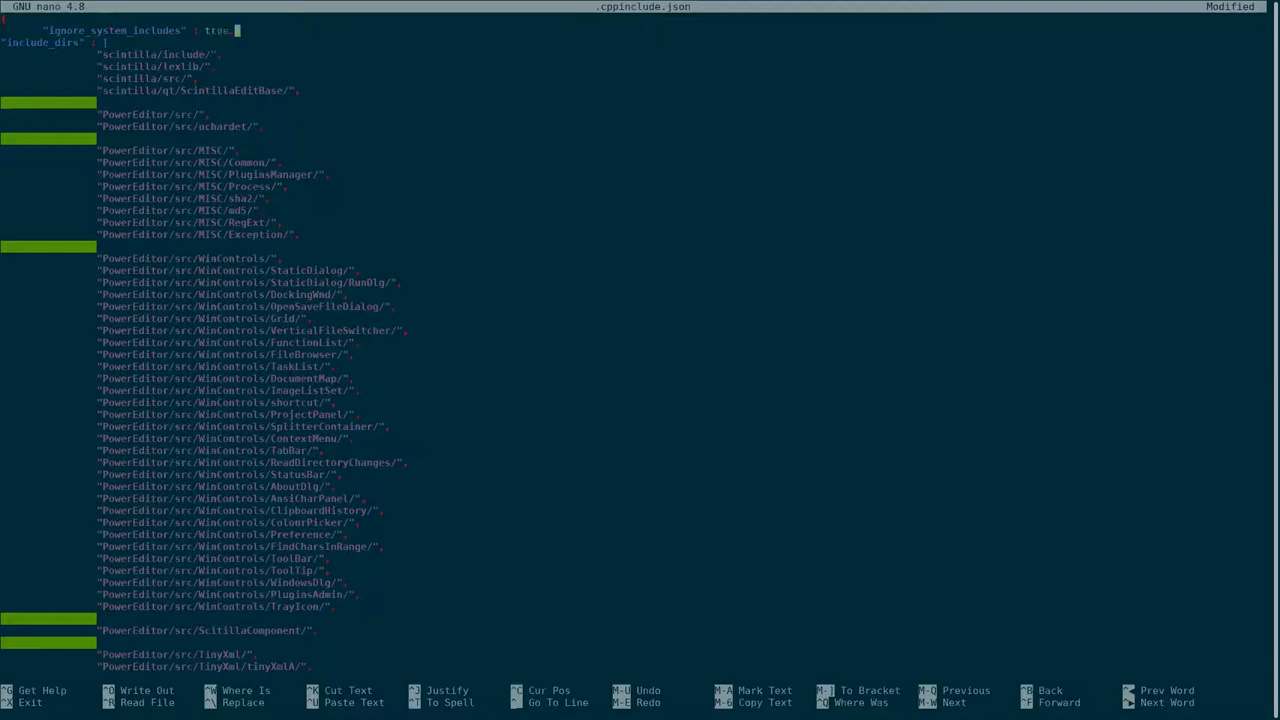 GNU nano 4.8 .cppinclude.json Modified
{
"ignore_system_includes" : true,
"include_dirs" : [
"scintilla/include/",
"scintilla/lexlib/",
"scintilla/src/",
"scintilla/qt/ScintillaEditBase/",
"PowerEditor/src/",
"PowerEditor/src/uchardet/",
"PowerEditor/src/MISC/",
"PowerEditor/src/MISC/Common/",
"PowerEditor/src/MISC/PluginsManager/",
"PowerEditor/src/MISC/Process/",
"PowerEditor/src/MISC/sha2/",
"PowerEditor/src/MISC/md5/"
"PowerEditor/src/MISC/RegExt/",
"PowerEditor/src/MISC/Exception/",
"PowerEditor/src/WinControls/",
"PowerEditor/src/WinControls/StaticDialog/",
"PowerEditor/src/WinControls/StaticDialog/RunDlg/",
"PowerEditor/src/WinControls/DockingWnd/",
"PowerEditor/src/WinControls/OpenSaveFileDialog/",
"PowerEditor/src/WinControls/Grid/",
"PowerEditor/src/WinControls/VerticalFileSwitcher/",
"PowerEditor/src/WinControls/FunctionList/",
"PowerEditor/src/WinControls/FileBrowser/",
"PowerEditor/src/WinControls/TaskList/",
"PowerEditor/src/WinControls/DocumentMap/",
"PowerEditor/src/WinControls/ImageListSet/",
"PowerEditor/src/WinControls/shortcut/",
"PowerEditor/src/WinControls/ProjectPanel/",
"PowerEditor/src/WinControls/SplitterContainer/",
"PowerEditor/src/WinControls/ContextMenu/",
"PowerEditor/src/WinControls/TabBar/",
"PowerEditor/src/WinControls/ReadDirectoryChanges/",
"PowerEditor/src/WinControls/StatusBar/",
"PowerEditor/src/WinControls/AboutDlg/",
"PowerEditor/src/WinControls/AnsiCharPanel/",
"PowerEditor/src/WinControls/ClipboardHistory/",
"PowerEditor/src/WinControls/ColourPicker/",
"PowerEditor/src/WinControls/Preference/",
"PowerEditor/src/WinControls/FindCharsInRange/",
"PowerEditor/src/WinControls/ToolBar/",
"PowerEditor/src/WinControls/ToolTip/",
"PowerEditor/src/WinControls/WindowsDlg/",
"PowerEditor/src/WinControls/PluginsAdmin/",
"PowerEditor/src/WinControls/TrayIcon/",
"PowerEditor/src/ScitillaComponent/",
"PowerEditor/src/TinyXml/",
"PowerEditor/src/TinyXml/tinyXmlA/",
^G Get Help ^O Write Out ^W Where Is ^K Cut Text ^J Justify ^C Cur Pos M-U Undo M-A Mark Text M-] To Bracket M-Q Previous ^B Back ^◀ Prev Word
^X Exit ^R Read File ^\ Replace ^U Paste Text ^T To Spell ^_ Go To Line M-E Redo M-6 Copy Text ^Q Where Was M-W Next ^F Forward ^▶ Next Word